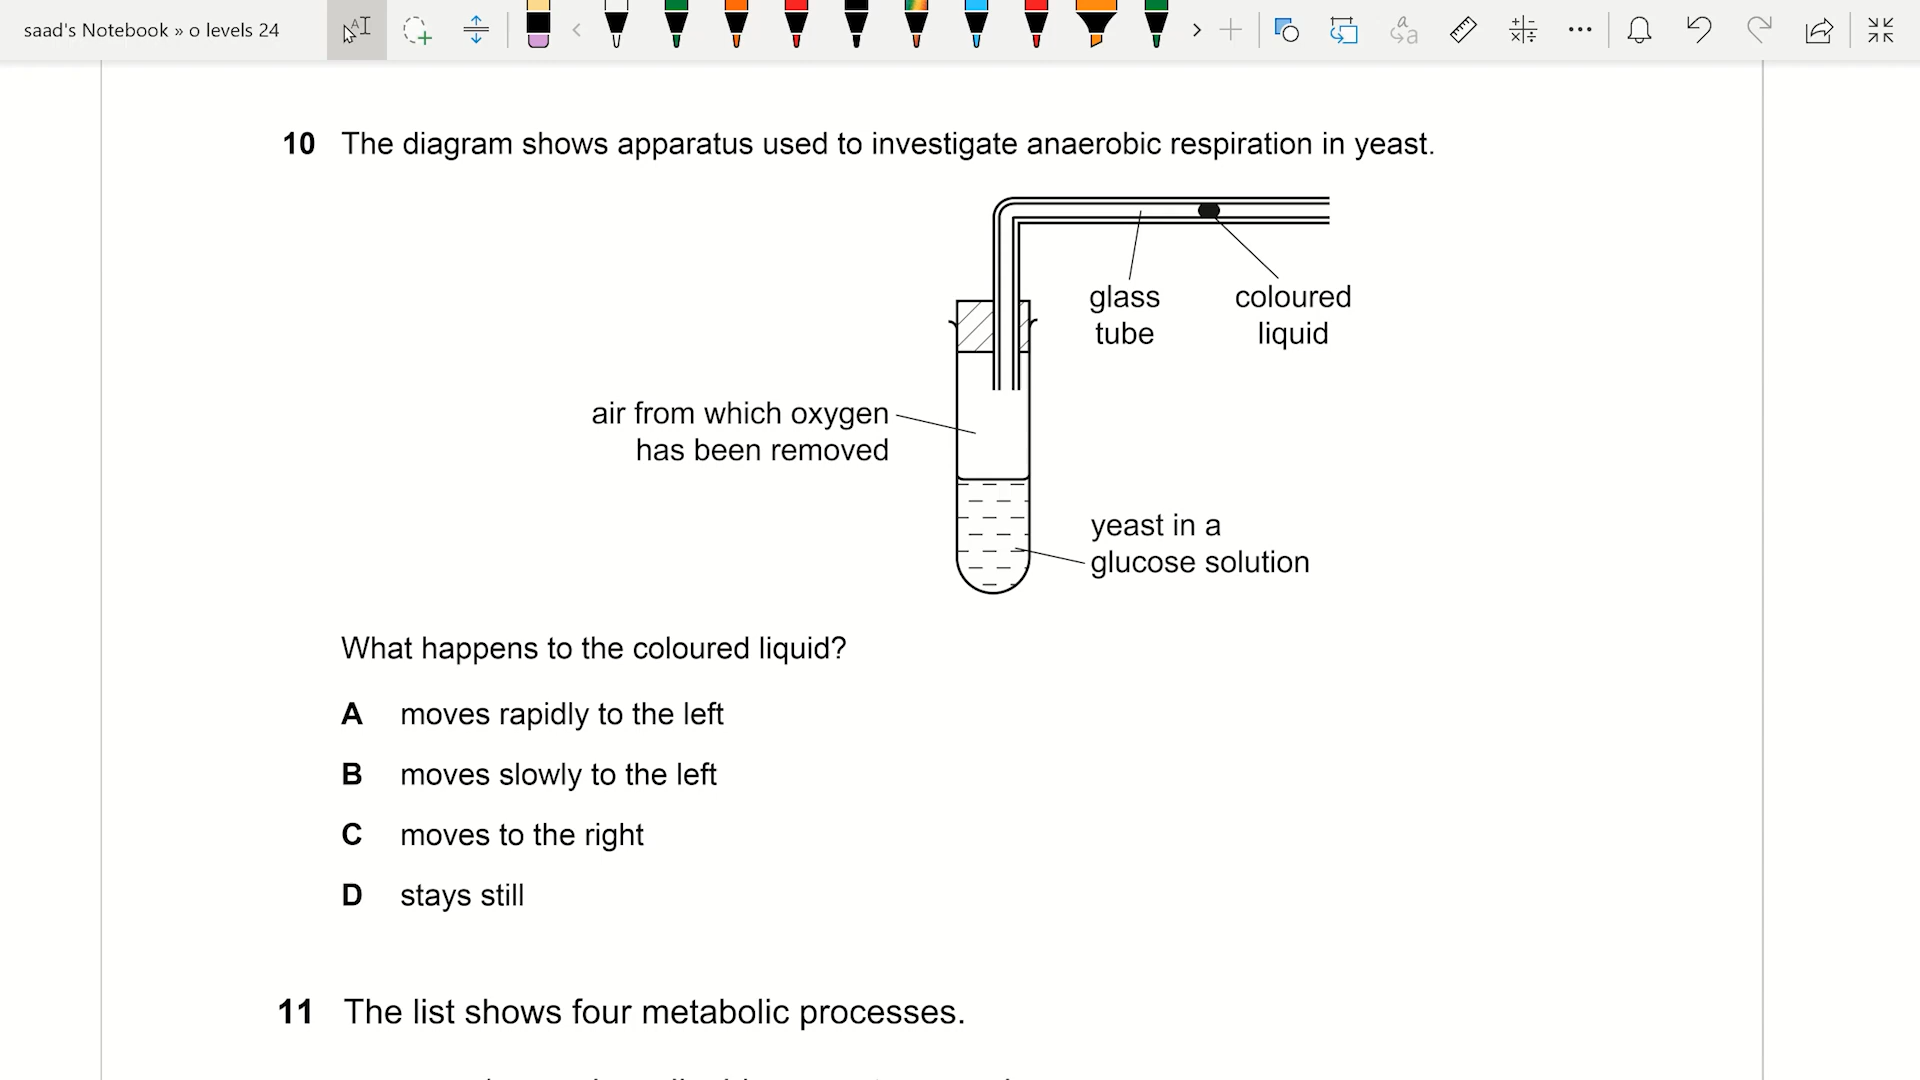 saad's Notebook » o levels 24
10 The diagram shows apparatus used to investigate anaerobic respiration in yeast.
glass
tube
coloured
liquid
air from which oxygen
has been removed
yeast in a
glucose solution
What happens to the coloured liquid?
A moves rapidly to the left
B moves slowly to the left
C moves to the right
D stays still
11 The list shows four metabolic processes.